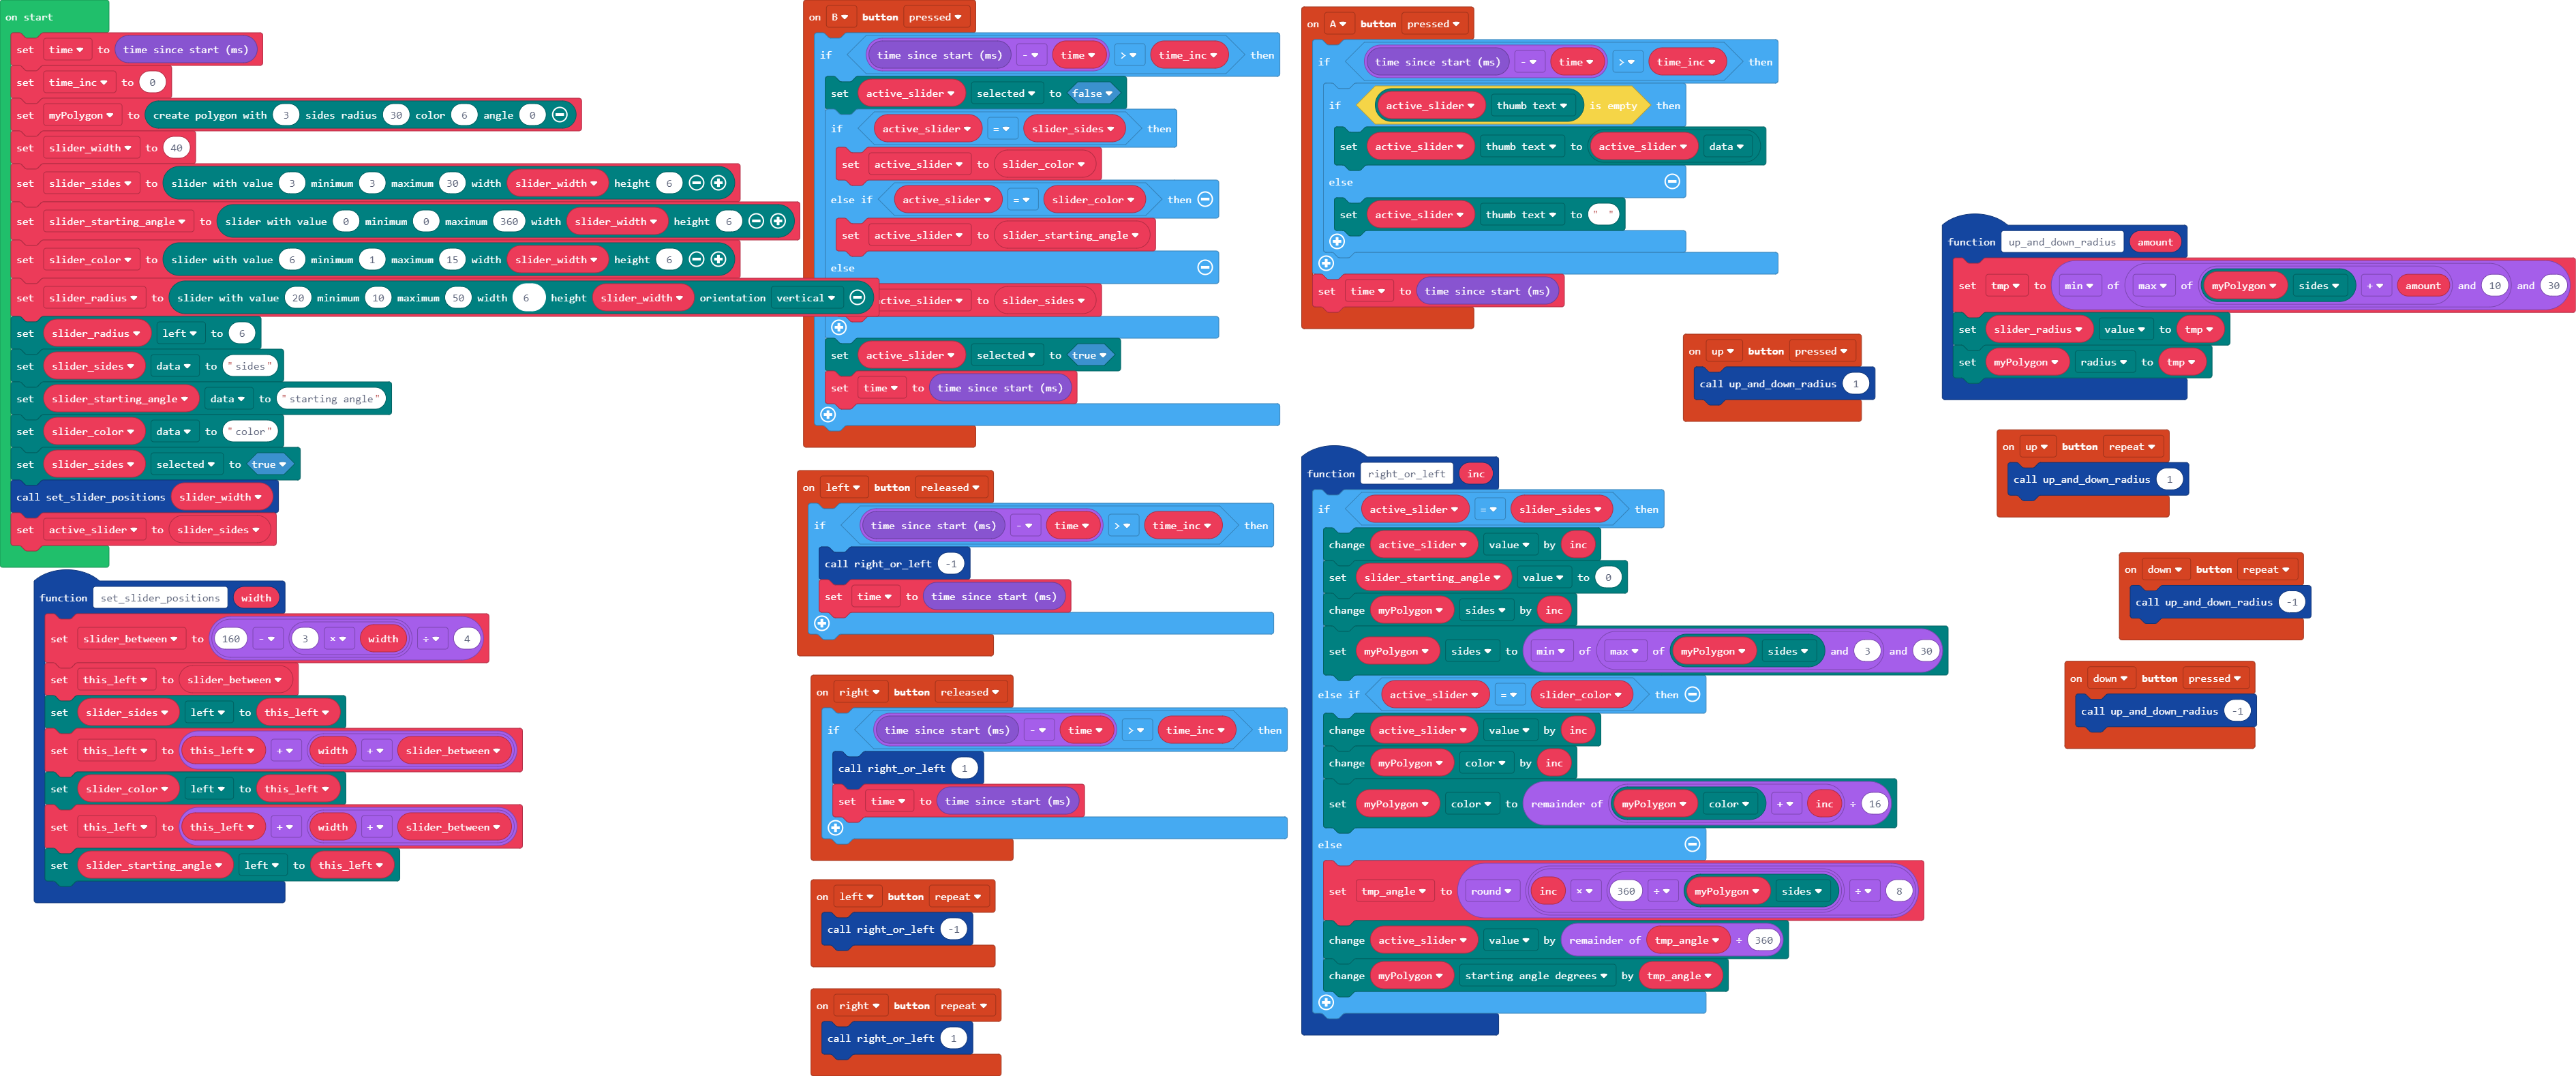 on start
set time to time since start (ms)
set time_inc to 0
set myPolygon to create polygon with 3 sides radius 30 color 6 angle 0
set slider_width to 40
set slider_sides to slider with value 3 minimum 3 maximum 30 width slider_width height 6
set slider_starting_angle to slider with value 0 minimum 0 maximum 360 width slider_width height 6
set slider_color to slider with value 6 minimum 1 maximum 15 width slider_width height 6
set slider_radius to slider with value 20 minimum 10 maximum 50 width 6 height slider_width orientation vertical
set slider_radius left to 6
set slider_sides data to "sides"
set slider_starting_angle data to "starting angle"
set slider_color data to "color"
set slider_sides selected to true
call set_slider_positions slider_width
set active_slider to slider_sides
function set_slider_positions width
set slider_between to 160 - 3 × width ÷ 4
set this_left to slider_between
set slider_sides left to this_left
set this_left to this_left + width + slider_between
set slider_color left to this_left
set this_left to this_left + width + slider_between
set slider_starting_angle left to this_left
on B button pressed
if time since start (ms) - time > time_inc then
set active_slider selected to false
if active_slider = slider_sides then
set active_slider to slider_color
else if active_slider = slider_color then
set active_slider to slider_starting_angle
else
active_slider to slider_sides
set active_slider selected to true
set time to time since start (ms)
on left button released
if time since start (ms) - time > time_inc then
call right_or_left -1
set time to time since start (ms)
on right button released
if time since start (ms) - time > time_inc then
call right_or_left 1
set time to time since start (ms)
on left button repeat
call right_or_left -1
on right button repeat
call right_or_left 1
on A button pressed
if time since start (ms) - time > time_inc then
if active_slider thumb text is empty then
set active_slider thumb text to active_slider data
else
set active_slider thumb text to " "
set time to time since start (ms)
function right_or_left inc
if active_slider = slider_sides then
change active_slider value by inc
set slider_starting_angle value to 0
change myPolygon sides by inc
set myPolygon sides to min of max of myPolygon sides and 3 and 30
else if active_slider = slider_color then
change active_slider value by inc
change myPolygon color by inc
set myPolygon color to remainder of myPolygon color + inc ÷ 16
else
set tmp_angle to round inc × 360 ÷ myPolygon sides ÷ 8
change active_slider value by remainder of tmp_angle ÷ 360
change myPolygon starting angle degrees by tmp_angle
on up button pressed
call up_and_down_radius 1
function up_and_down_radius amount
set tmp to min of max of myPolygon sides + amount and 10 and 30
set slider_radius value to tmp
set myPolygon radius to tmp
on up button repeat
call up_and_down_radius 1
on down button repeat
call up_and_down_radius -1
on down button pressed
call up_and_down_radius -1